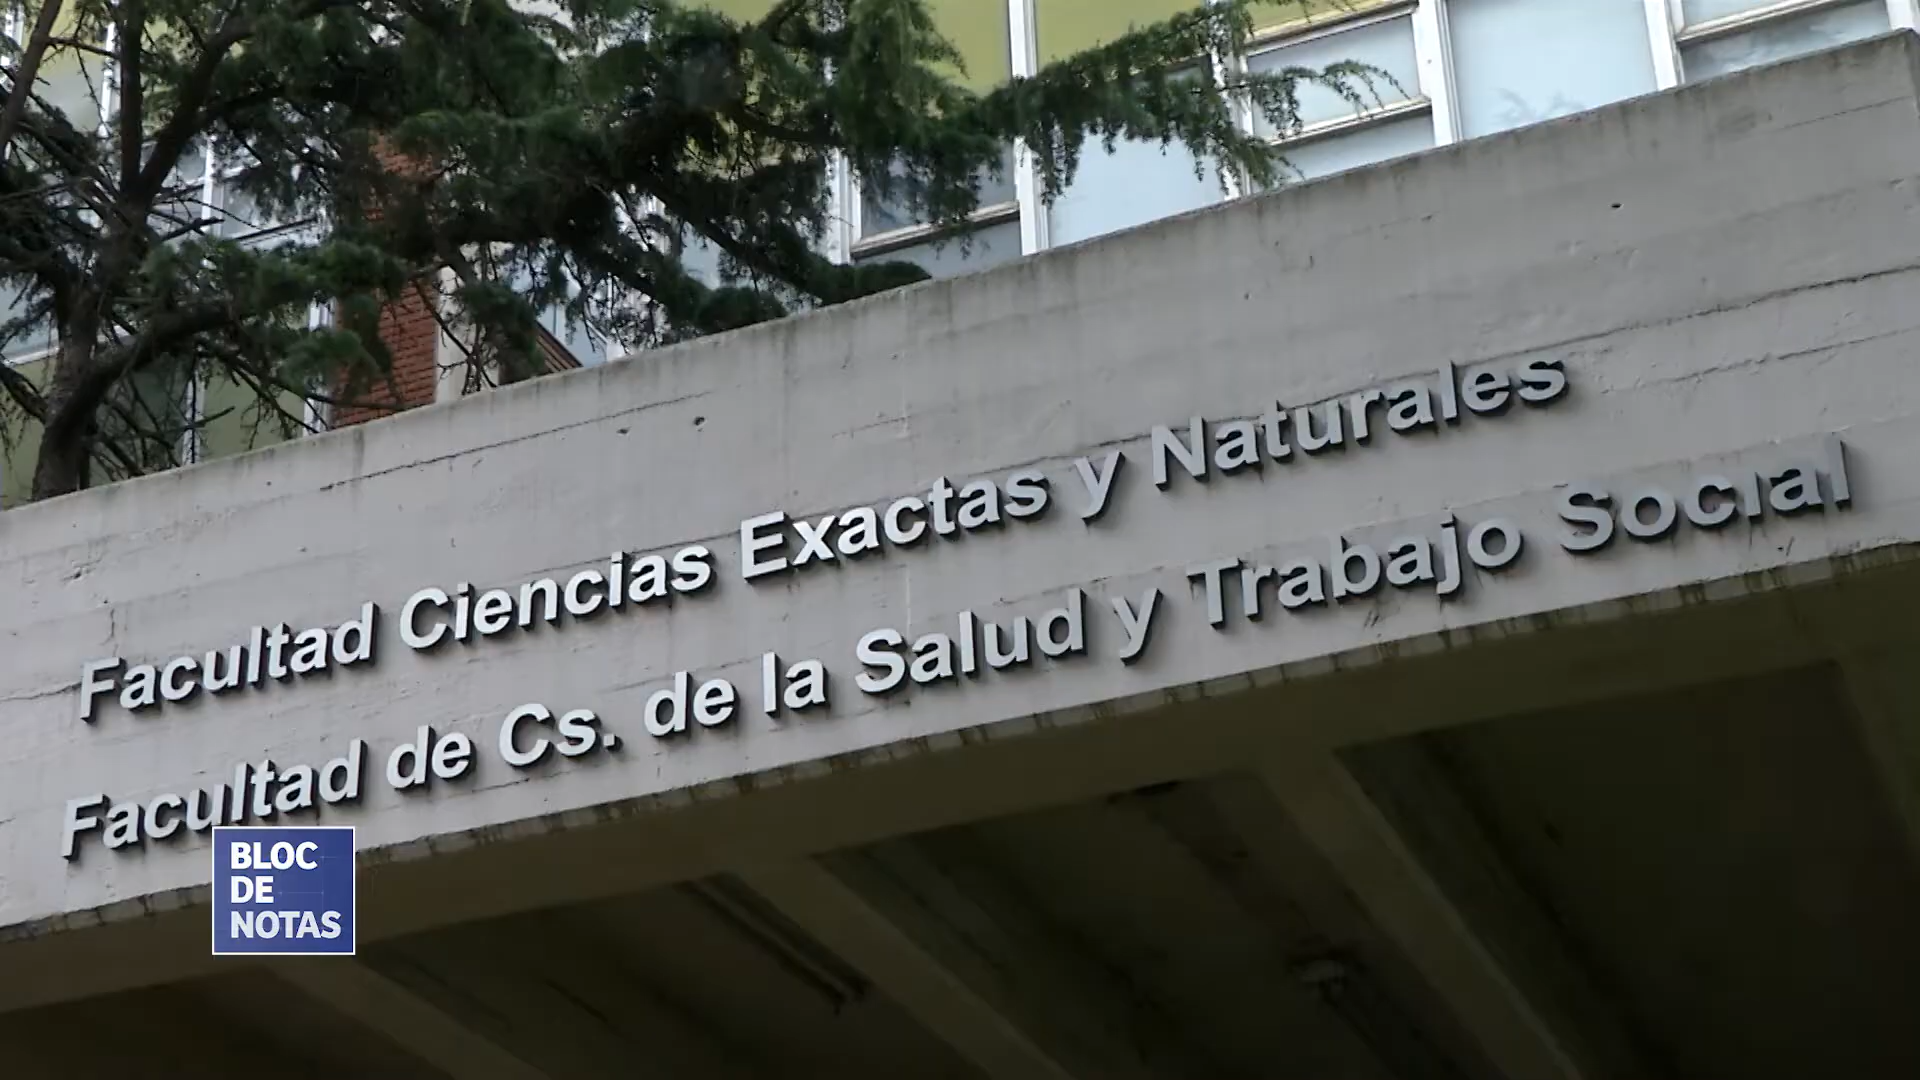 Facultad Ciencias Exactas y Naturales
Facultad de Cs. de la Salud y Trabajo Social
BLOC
DE
NOTAS